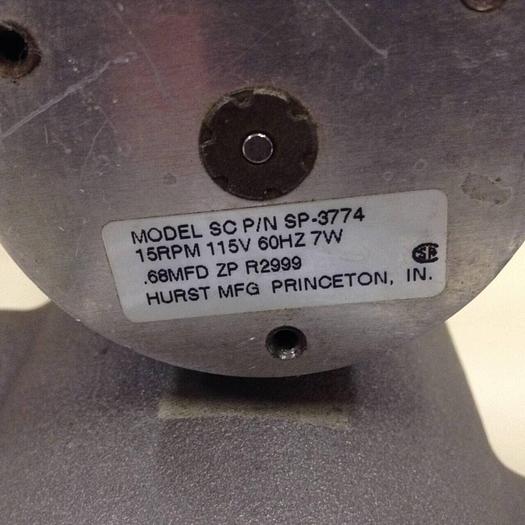 MODEL SC P/N SP-3774
15RPM 115V 60HZ 7W
.68MFD ZP R2999
HURST MFG PRINCETON, IN.